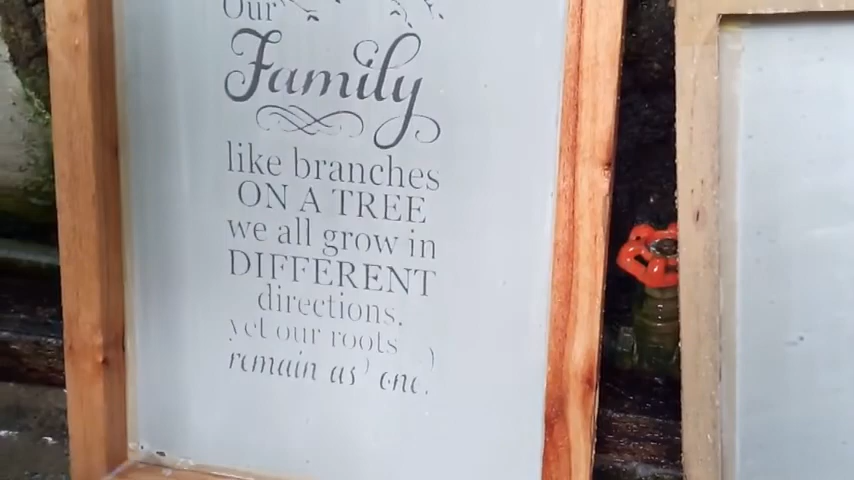 Our
Family
like branches
ON A TREE
we all grow in
DIFFERENT
directions.
yet our roots
remain as one.